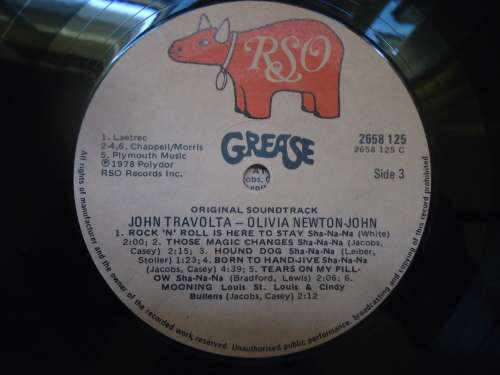 RSO
1. Laetrec
2-4,6, Chappell/Morris
5. Plymouth Music
℗1978 Polydor
RSO Records Inc.
GREASE
2658 125
2658 125 C
Side 3
ORIGINAL SOUNDTRACK
JOHN TRAVOLTA – OLIVIA NEWTON-JOHN
1. ROCK 'N' ROLL IS HERE TO STAY Sha-Na-Na (White)
2:00; 2. THOSE MAGIC CHANGES Sha-Na-Na (Jacobs,
Casey) 2:15; 3. HOUND DOG Sha-Na-Na (Leiber,
Stoller) 1:23; 4. BORN TO HAND-JIVE Sha-Na-Na
(Jacobs, Casey) 4:39; 5. TEARS ON MY PILL-
OW Sha-Na-Na (Bradford, Lewis) 2:06; 6.
MOONING Louis St. Louis & Cindy
Bullens (Jacobs, Casey) 2:12
All rights of manufacturer and the owner of the recorded work, reserved. Unauthorised public performance, broadcasting and copying of this record prohibited.